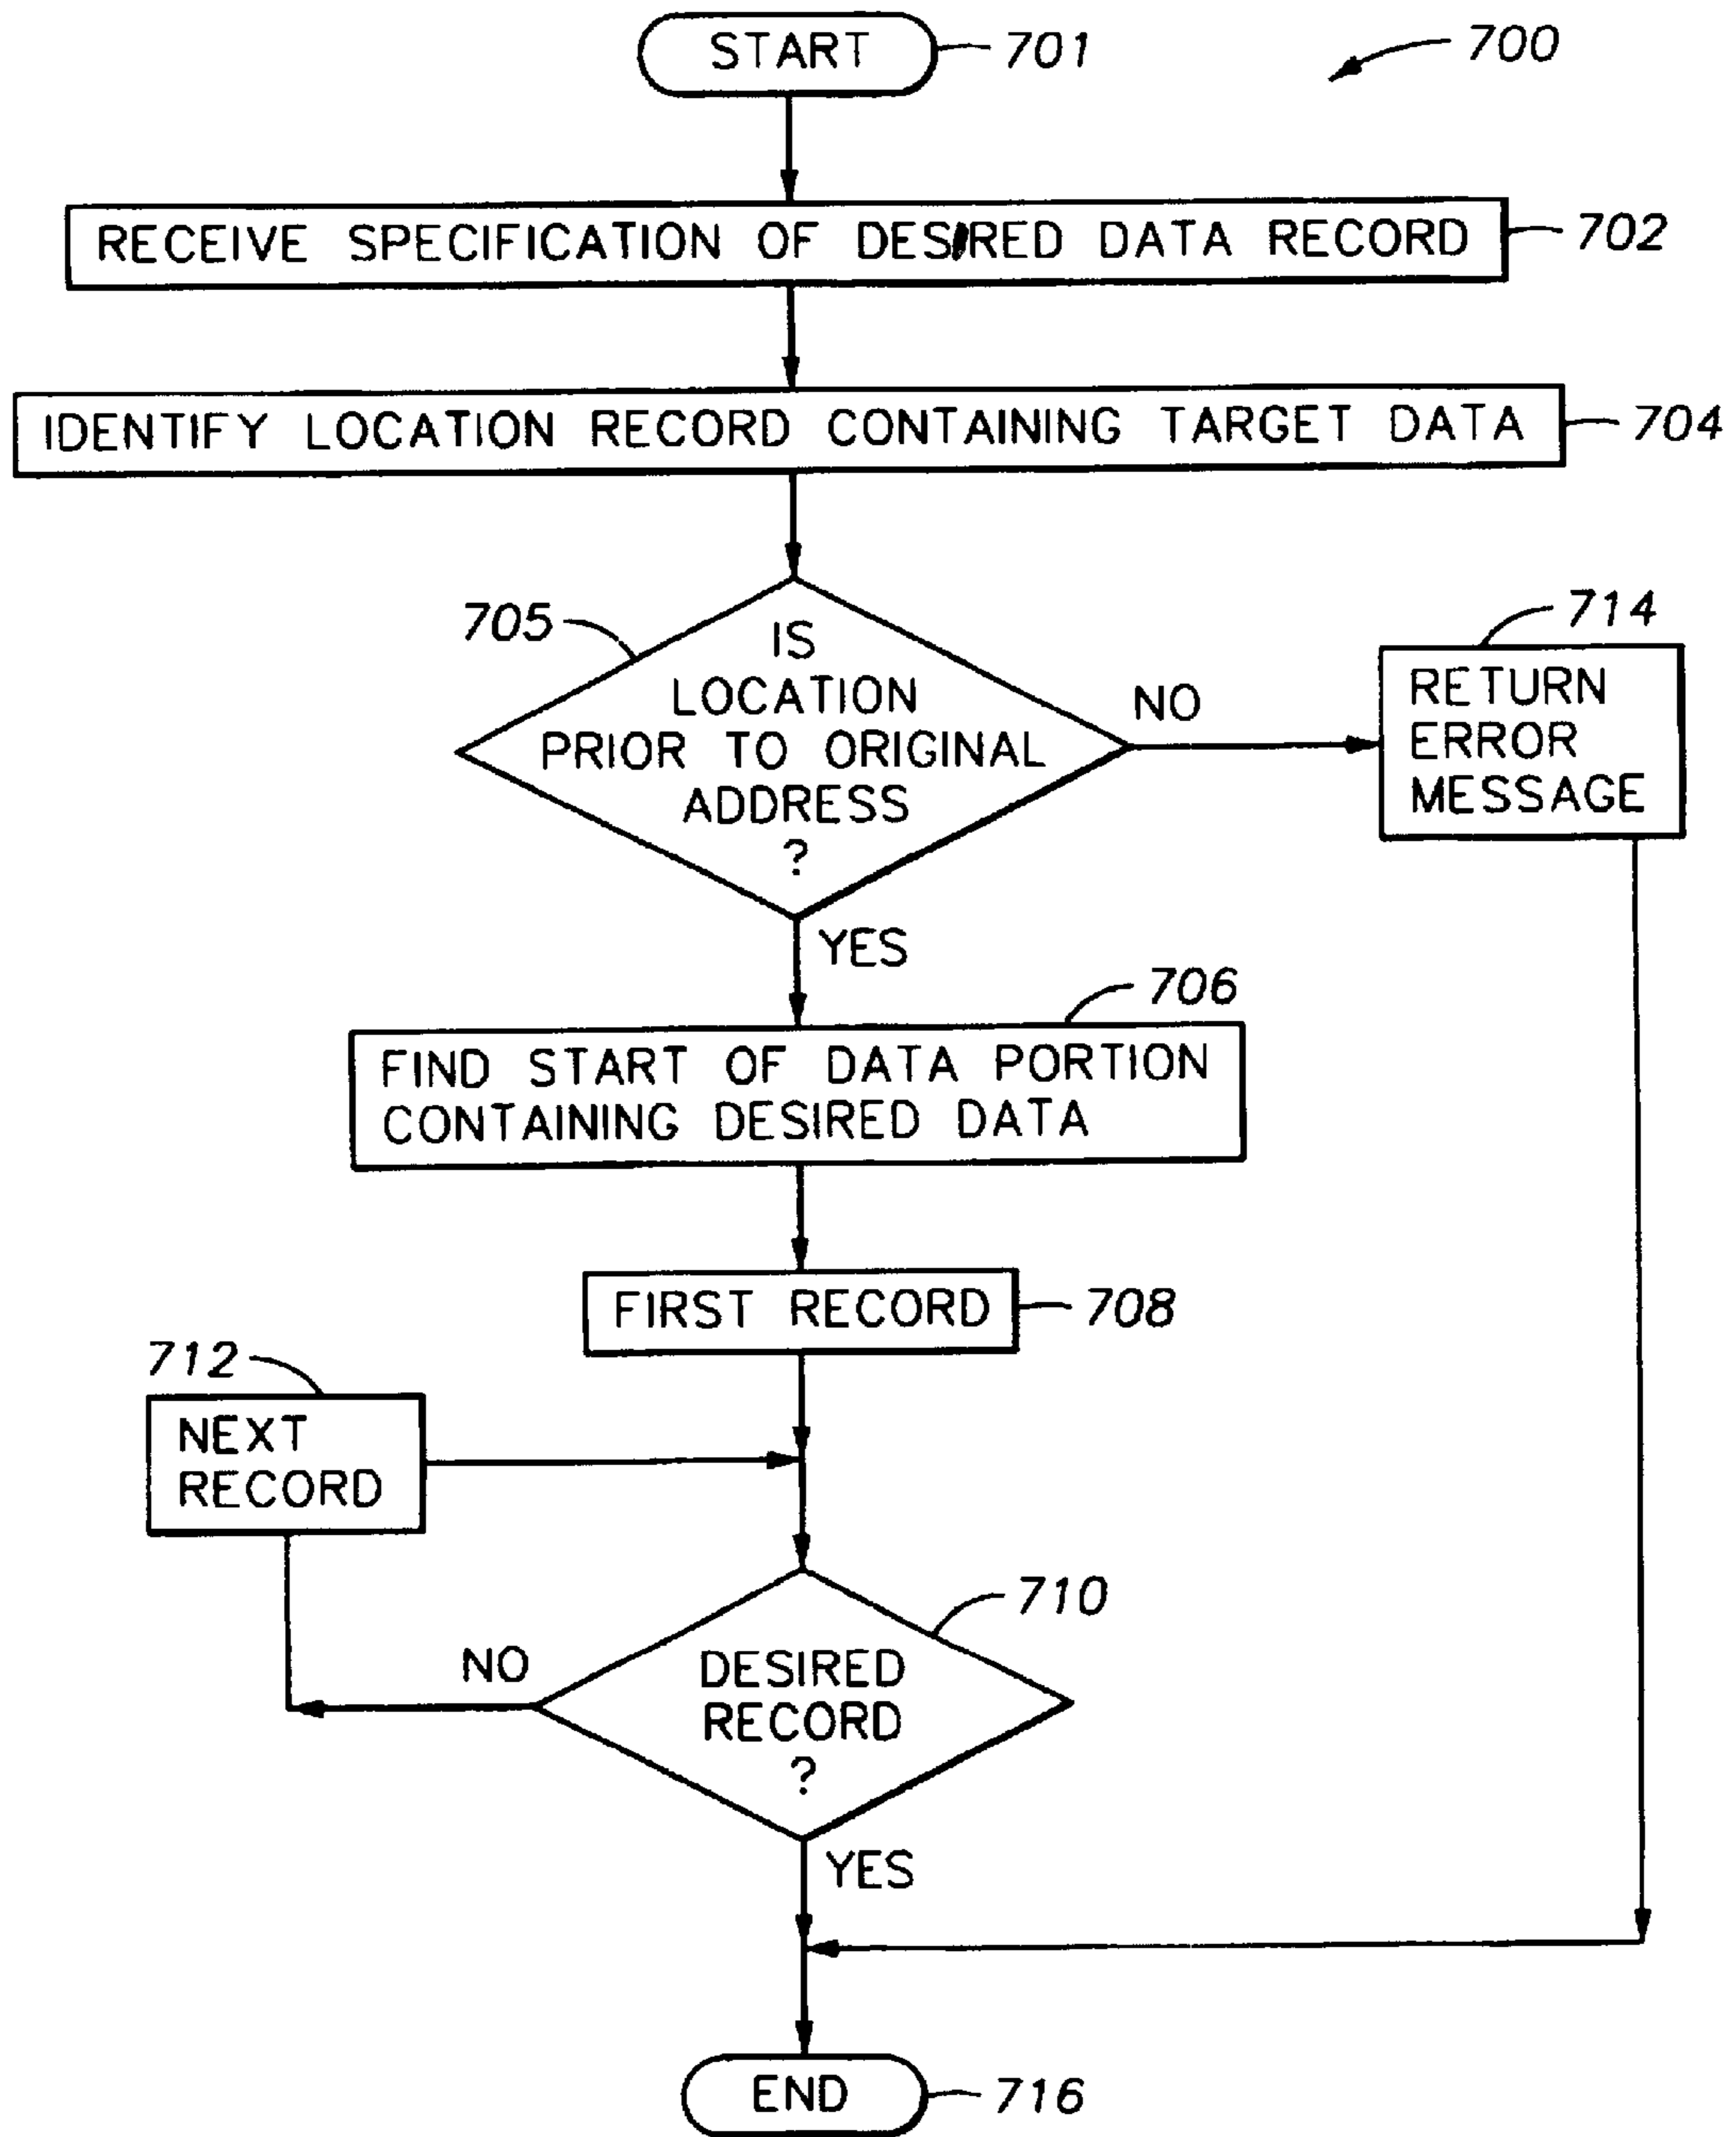 START
701
700
RECEIVE SPECIFICATION OF DESIRED DATA RECORD
702
IDENTIFY LOCATION RECORD CONTAINING TARGET DATA
704
705
IS
LOCATION
PRIOR TO ORIGINAL
ADDRESS
?
NO
714
RETURN
ERROR
MESSAGE
YES
706
FIND START OF DATA PORTION
CONTAINING DESIRED DATA
FIRST RECORD
708
712
NEXT
RECORD
710
NO
DESIRED
RECORD
?
YES
END
716